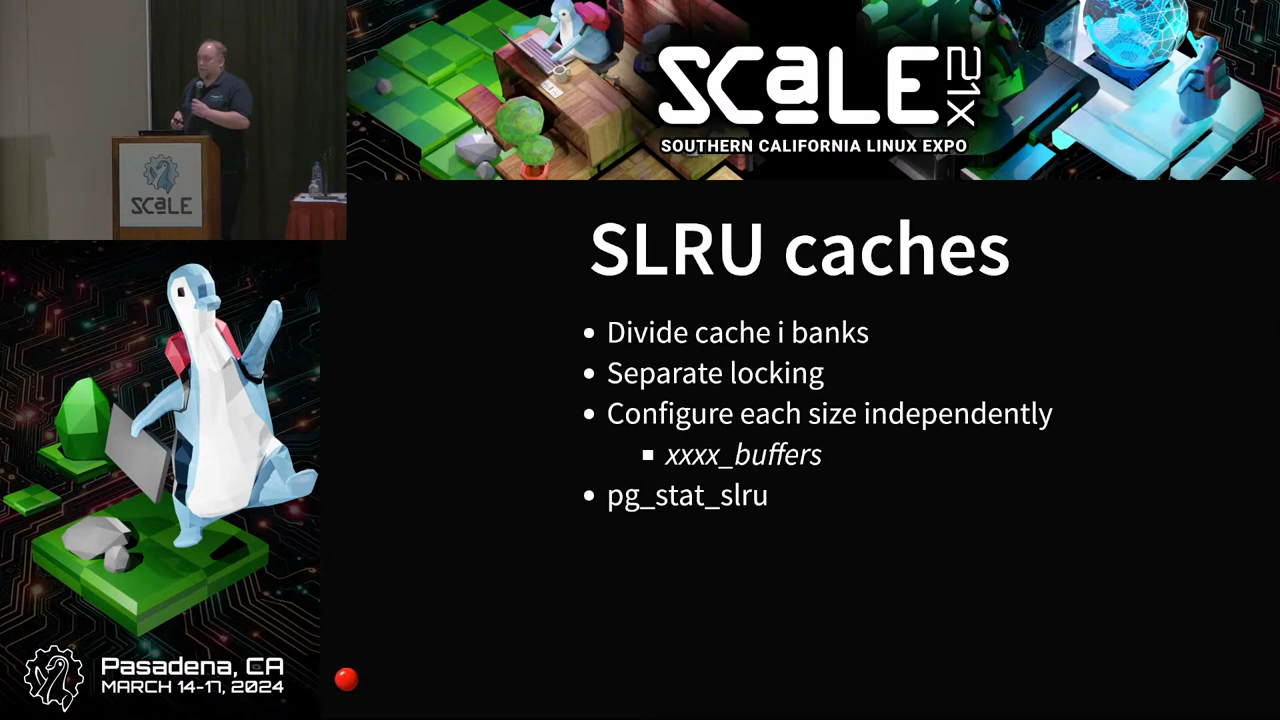 SCaLE
21X
SOUTHERN CALIFORNIA LINUX EXPO
SCaLE
SLRU caches
• Divide cache i banks
• Separate locking
• Configure each size independently
▪ xxxx_buffers
• pg_stat_slru
Pasadena, CA
MARCH 14-17, 2024